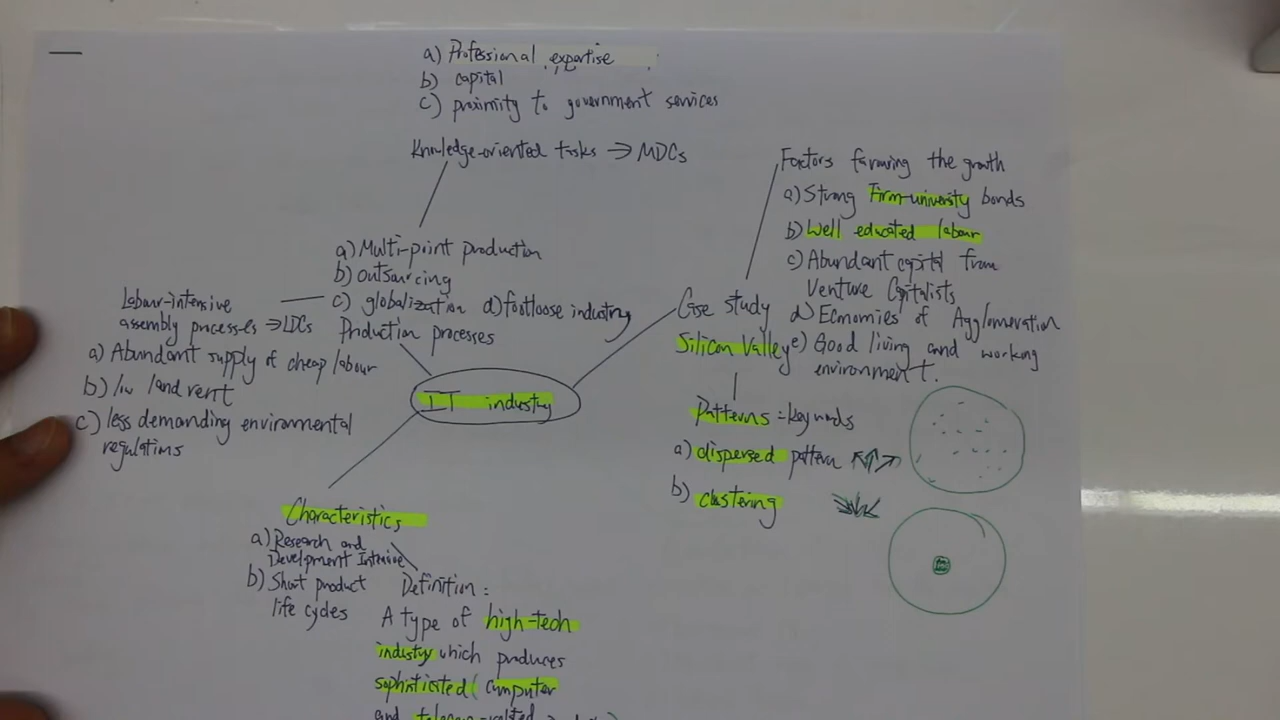 a) Professional expertise
b) capital
c) proximity to government services
Knowledge-oriented tasks → MDCs
a) Multi-point production
b) outsourcing
c) globalization d) footloose industry
Production processes
Labour-intensive
assembly processes → LDCs
a) Abundant supply of cheap labour
b) low land rent
c) less demanding environmental
regulations
IT industry
Factors favouring the growth
a) Strong Firm-university bonds
b) Well educated labour
c) Abundant capital from
Venture Capitalists
d) Economies of Agglomeration
e) Good living and working
environment.
Case study
Silicon Valley
Patterns = keywords
a) dispersed pattern
b) clustering
Characteristics
a) Research and
Development Intensive
b) Short product
life cycles
Definition:
A type of high-tech
industry which produces
sophisticated (computer
and